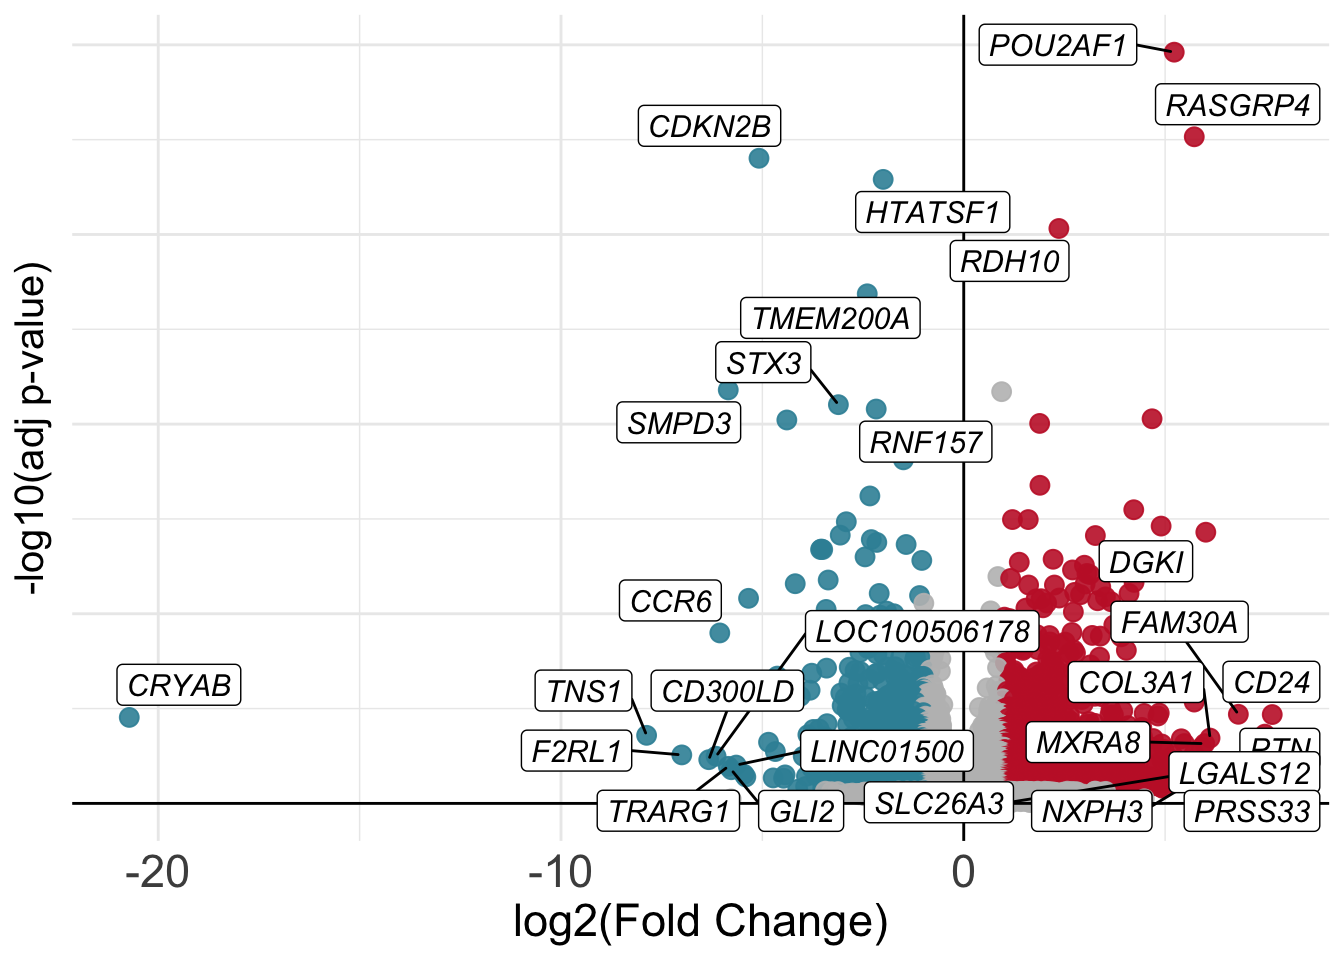 POU2AF1
RASGRP4
CDKN2B
HTATSF1
RDH10
TMEM200A
STX3
SMPD3
RNF157
DGKI
CCR6
FAM30A
LOC100506178
CRYAB
TNS1
CD300LD
COL3A1
CD24
F2RL1
LINC01500
MXRA8
PTN
LGALS12
TRARG1
GLI2
SLC26A3
NXPH3
PRSS33
-log10(adj p-value)
-20
-10
0
log2(Fold Change)